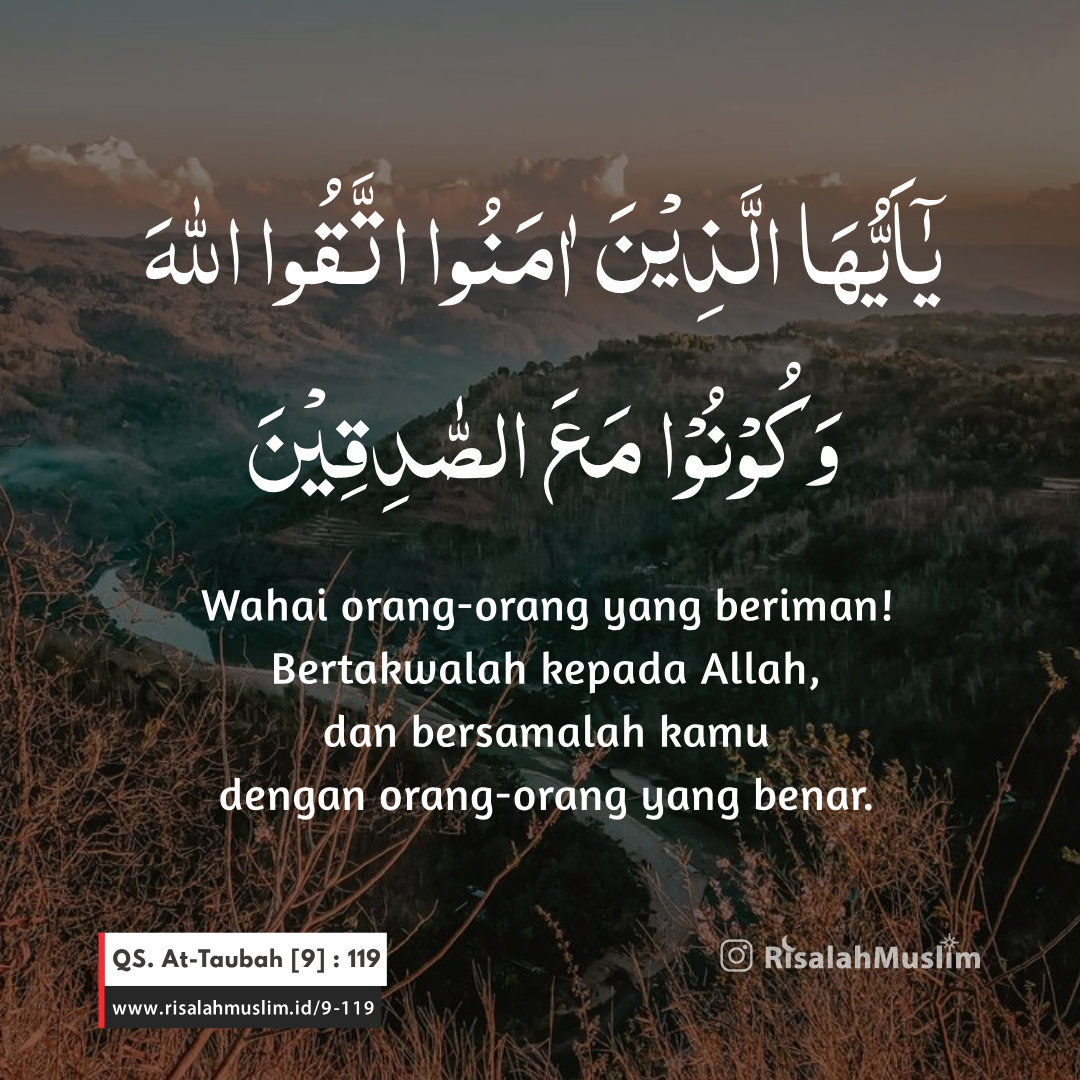 يٰٓاَيُّهَا الَّذِيْنَ اٰمَنُوا اتَّقُوا اللّٰهَ
وَكُوْنُوْا مَعَ الصّٰدِقِيْنَ
Wahai orang-orang yang beriman!
Bertakwalah kepada Allah,
dan bersamalah kamu
dengan orang-orang yang benar.
QS. At-Taubah [9] : 119
www.risalahmuslim.id/9-119
RisalahMuslim